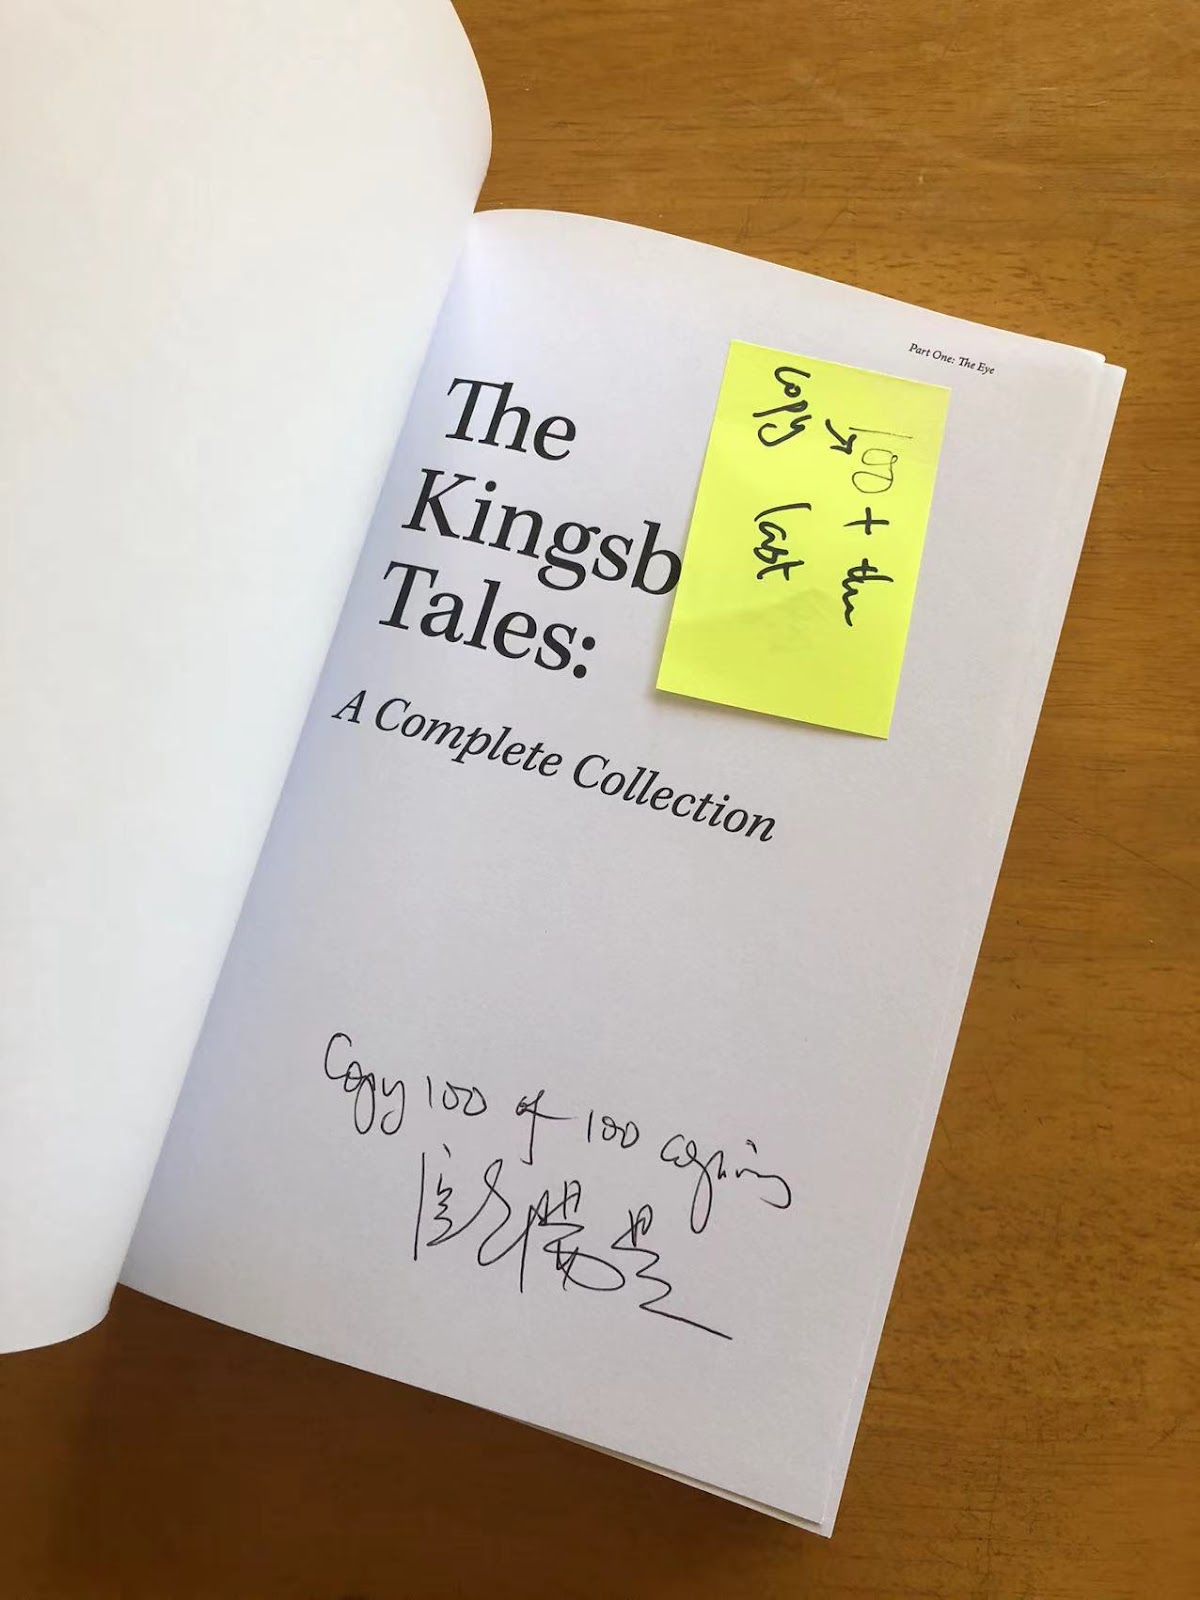 Part One: The Eye
The
Kingsb
Tales:
A Complete Collection
copy last
100 + the
Copy 100 of 100 copies